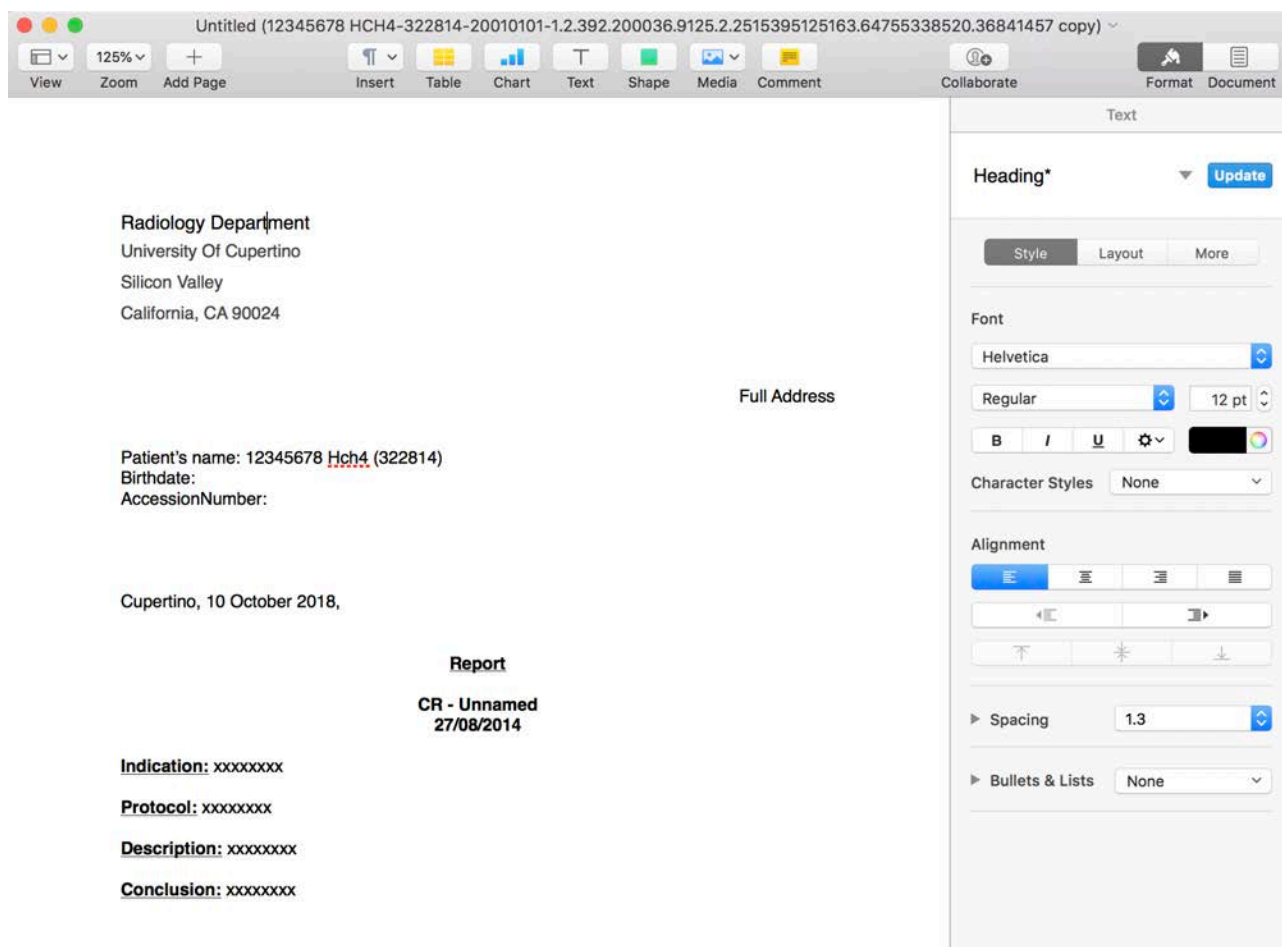 Untitled (12345678 HCH4-322814-20010101-1.2.392.200036.9125.2.2515395125163.64755338520.36841457 copy)
125%
View Zoom Add Page Insert Table Chart Text Shape Media Comment Collaborate Format Document
Text
Heading* Update
Style Layout More
Font
Helvetica
Regular 12 pt
B I U
Character Styles None
Alignment
Spacing 1.3
Bullets & Lists None
Radiology Department
University Of Cupertino
Silicon Valley
California, CA 90024
Full Address
Patient's name: 12345678 Hch4 (322814)
Birthdate:
AccessionNumber:
Cupertino, 10 October 2018,
Report
CR - Unnamed
27/08/2014
Indication: xxxxxxxx
Protocol: xxxxxxxx
Description: xxxxxxxx
Conclusion: xxxxxxxx